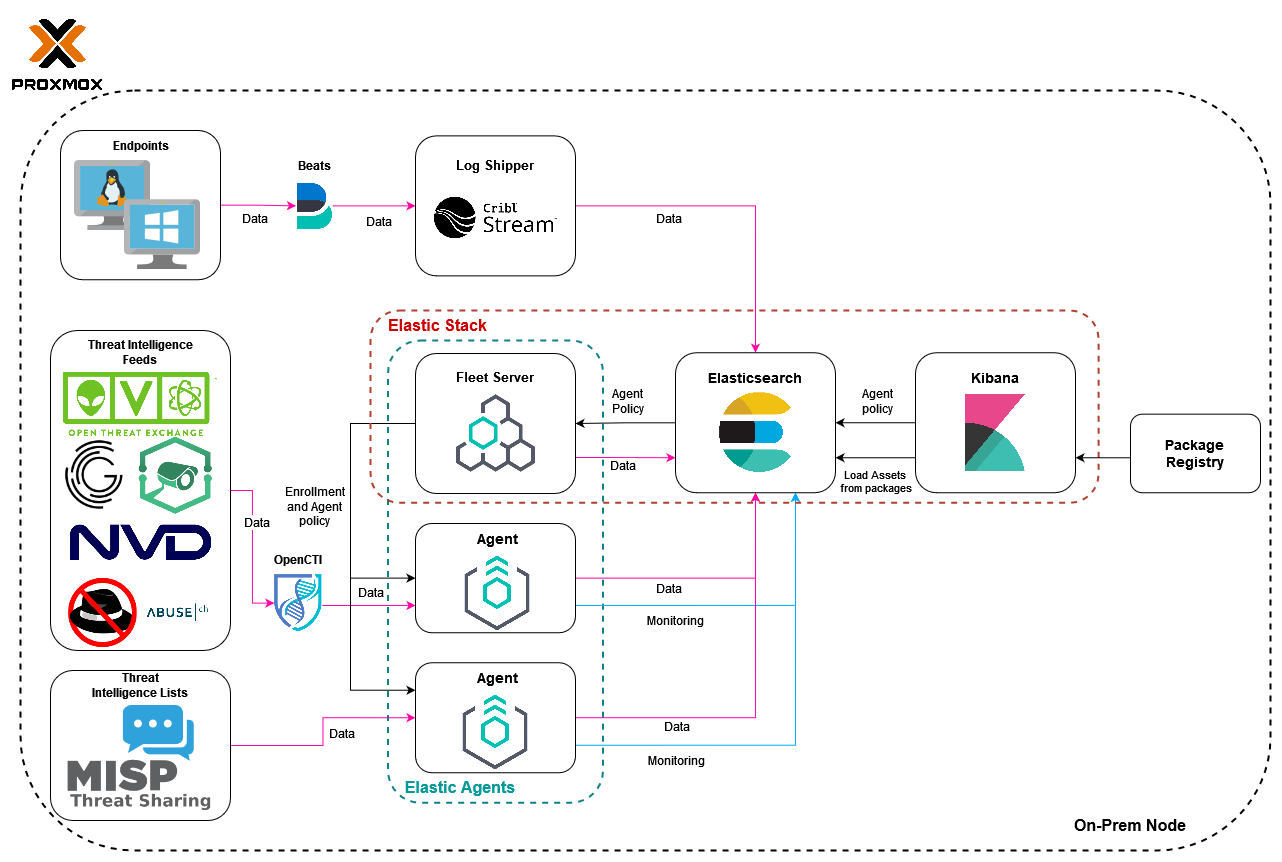 PROXMOX
Endpoints
Beats
Data
Data
Log Shipper
Cribl
Stream
Data
Threat Intelligence
Feeds
OPEN THREAT EXCHANGE
NVD
ABUSE|ch
Data
OpenCTI
Data
Enrollment
and Agent
policy
Threat
Intelligence Lists
MISP
Threat Sharing
Data
Elastic Stack
Fleet Server
Agent
Policy
Data
Elasticsearch
Agent
policy
Load Assets
from packages
Kibana
Package
Registry
Agent
Data
Monitoring
Agent
Data
Monitoring
Elastic Agents
On-Prem Node